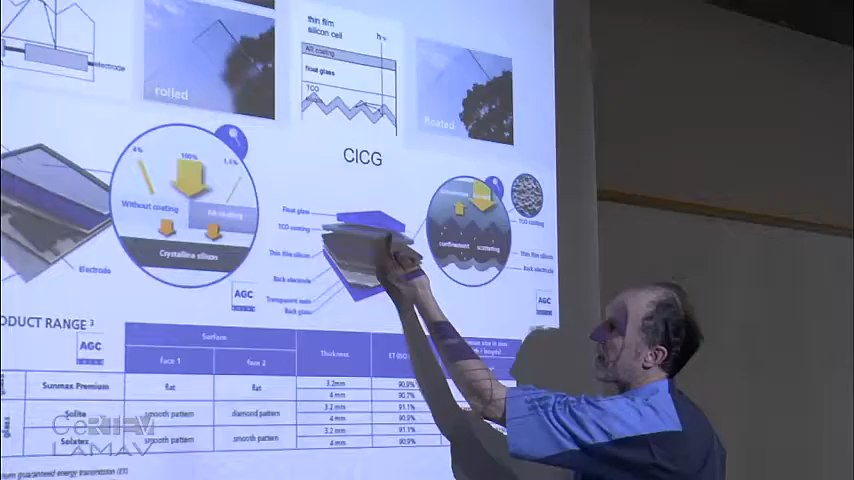 thin film
silicon cell
hν
AR coating
float glass
TCO
electrode
rolled
floated
CICG
4%
100%
1,5%
Without coating
AR coating
Crystalline silicon
Electrode
AGC
Float glass
TCO coating
Thin film silicon
Back electrode
Transparent
Back glass
confinement
scattering
TCO coating
Thin film silicon
Back electrode
AGC
ODUCT RANGE 3
AGC
Surface
face 1
face 2
Thickness
ET (ISO
Sunmax Premium
flat
flat
3.2mm
90.9%
4 mm
90.7%
Solite
smooth pattern
diamond pattern
3.2 mm
91.1%
4 mm
90.9%
Solatex
smooth pattern
smooth pattern
3.2 mm
91.1%
4 mm
90.9%
CeRTEV
LAMAV
glass